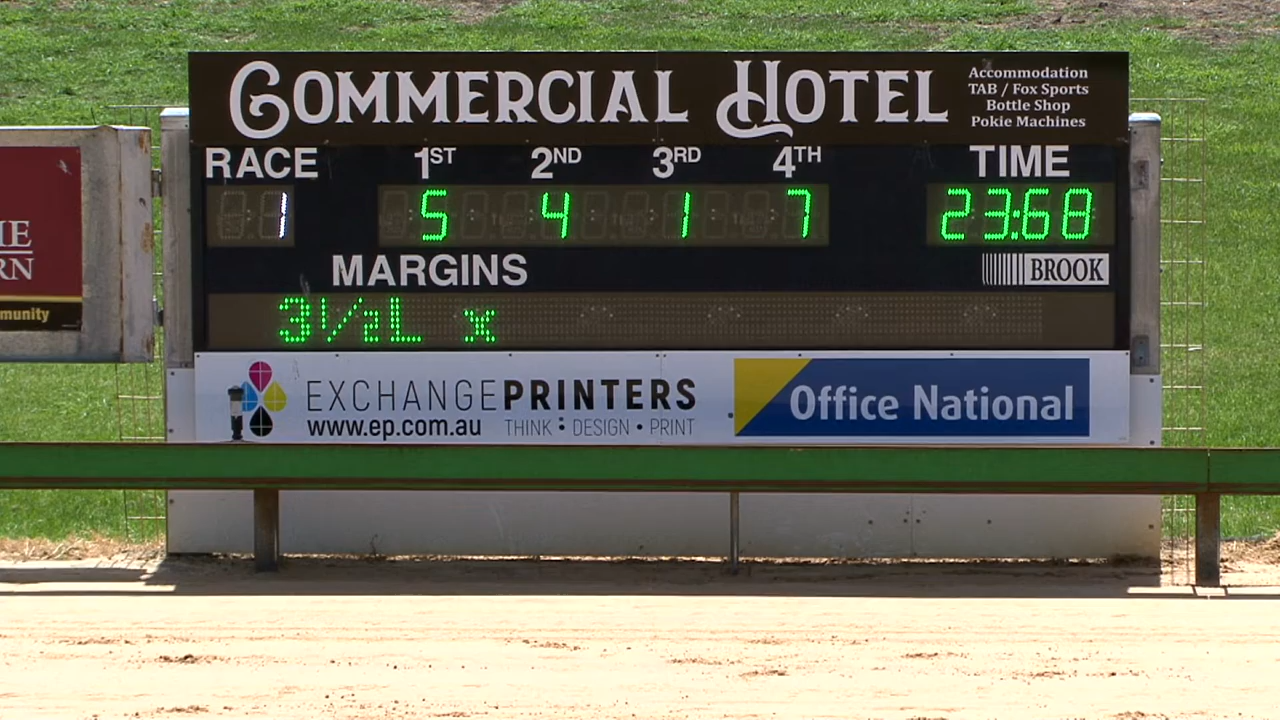 COMMERCIAL HOTEL
Accommodation
TAB / Fox Sports
Bottle Shop
Pokie Machines
RACE 1ST 2ND 3RD 4TH TIME
1 5 4 1 7 23:68
MARGINS
BROOK
3½L x
EXCHANGEPRINTERS
www.ep.com.au THINK : DESIGN • PRINT
Office National
munity